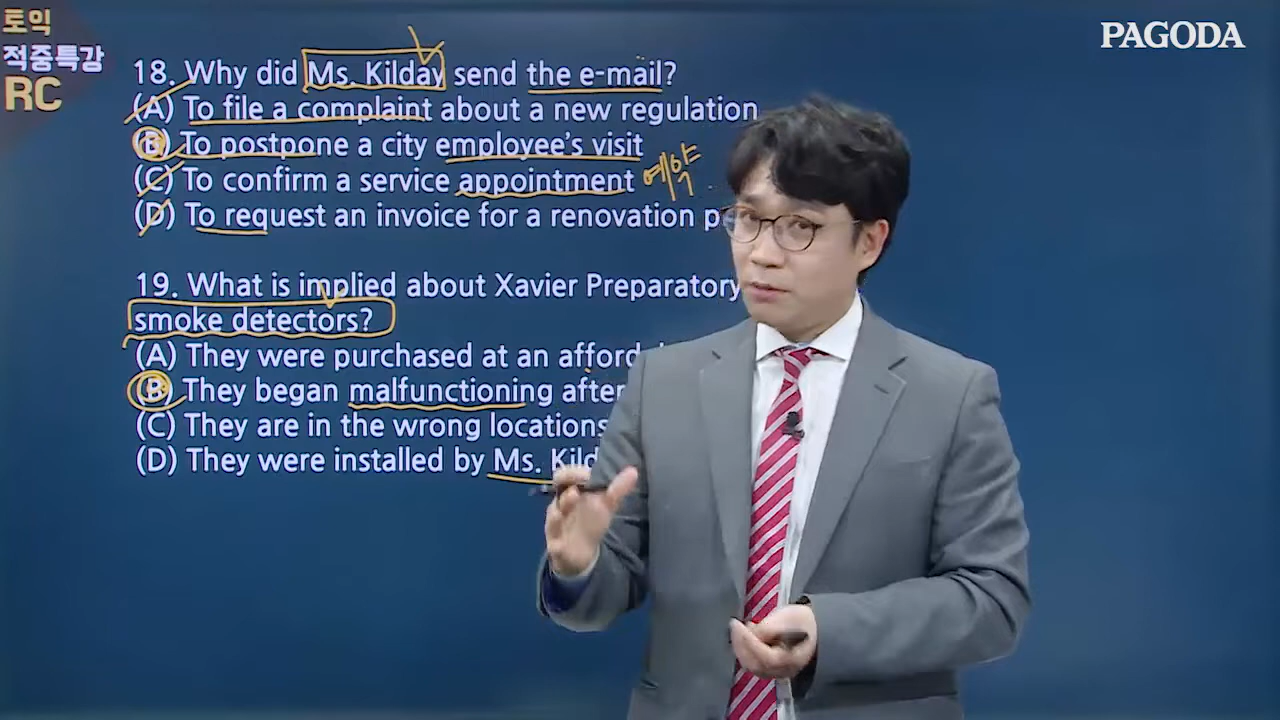 토익
적중특강
RC
PAGODA
18. Why did Ms. Kilday send the e-mail?
(A) To file a complaint about a new regulation
(B) To postpone a city employee's visit
(C) To confirm a service appointment 예약
(D) To request an invoice for a renovation p
19. What is implied about Xavier Preparatory
smoke detectors?
(A) They were purchased at an afford
(B) They began malfunctioning after
(C) They are in the wrong locations
(D) They were installed by Ms. Kild